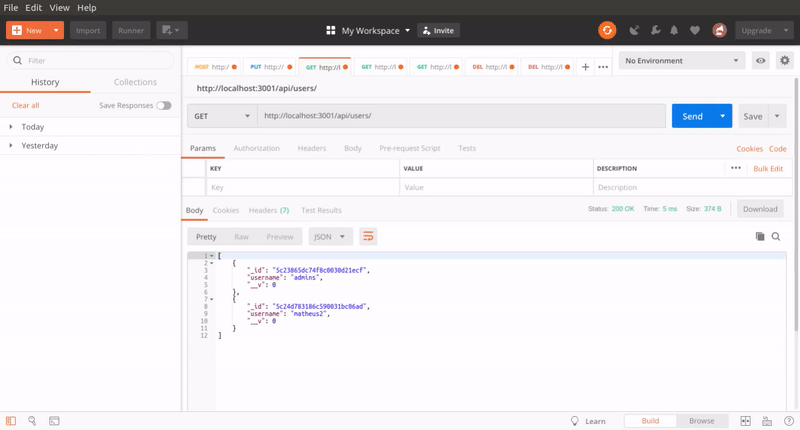 File Edit View Help
New Import Runner My Workspace Invite Upgrade
Filter
History Collections
Clear all Save Responses
Today
Yesterday
POST http:/ PUT http:// GET http://l GET http://l GET http://l DEL http://l DEL http://l No Environment
http://localhost:3001/api/users/
GET http://localhost:3001/api/users/ Send Save
Params Authorization Headers Body Pre-request Script Tests Cookies Code
KEY VALUE DESCRIPTION Bulk Edit
Key Value Description
Body Cookies Headers (7) Test Results Status: 200 OK Time: 5 ms Size: 374 B Download
Pretty Raw Preview JSON
1 [
2 {
3 "_id": "5c23865dc74f8c0030d21ecf",
4 "username": "admins",
5 "__v": 0
6 },
7 {
8 "_id": "5c24d783186c590031bc06ad",
9 "username": "matheus2",
10 "__v": 0
11 }
12 ]
Learn Build Browse